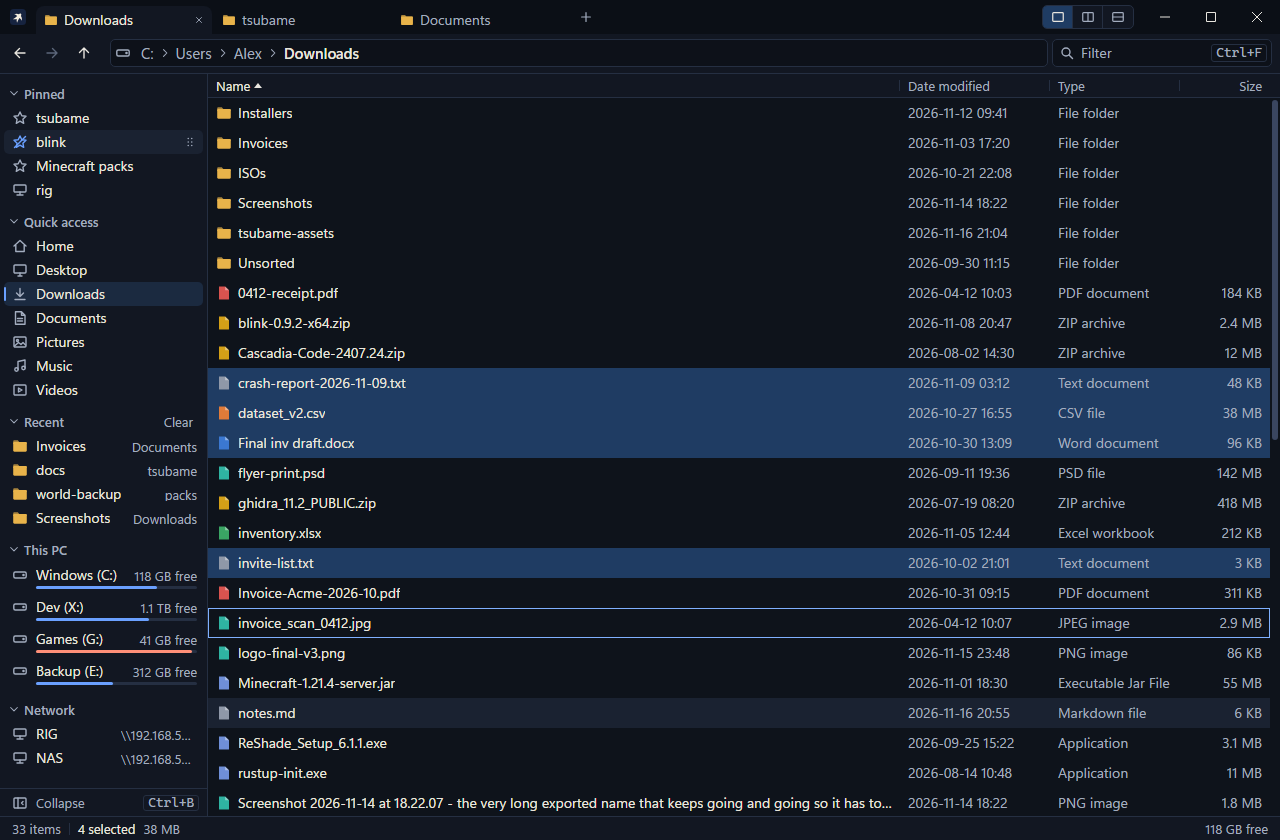 Downloads
tsubame
Documents
C: Users Alex Downloads
Filter Ctrl+F
Pinned
tsubame
blink
Minecraft packs
rig
Quick access
Home
Desktop
Downloads
Documents
Pictures
Music
Videos
Recent Clear
Invoices Documents
docs tsubame
world-backup packs
Screenshots Downloads
This PC
Windows (C:) 118 GB free
Dev (X:) 1.1 TB free
Games (G:) 41 GB free
Backup (E:) 312 GB free
Network
RIG \\192.168.5...
NAS \\192.168.5...
Collapse Ctrl+B
Name Date modified Type Size
Installers 2026-11-12 09:41 File folder
Invoices 2026-11-03 17:20 File folder
ISOs 2026-10-21 22:08 File folder
Screenshots 2026-11-14 18:22 File folder
tsubame-assets 2026-11-16 21:04 File folder
Unsorted 2026-09-30 11:15 File folder
0412-receipt.pdf 2026-04-12 10:03 PDF document 184 KB
blink-0.9.2-x64.zip 2026-11-08 20:47 ZIP archive 2.4 MB
Cascadia-Code-2407.24.zip 2026-08-02 14:30 ZIP archive 12 MB
crash-report-2026-11-09.txt 2026-11-09 03:12 Text document 48 KB
dataset_v2.csv 2026-10-27 16:55 CSV file 38 MB
Final inv draft.docx 2026-10-30 13:09 Word document 96 KB
flyer-print.psd 2026-09-11 19:36 PSD file 142 MB
ghidra_11.2_PUBLIC.zip 2026-07-19 08:20 ZIP archive 418 MB
inventory.xlsx 2026-11-05 12:44 Excel workbook 212 KB
invite-list.txt 2026-10-02 21:01 Text document 3 KB
Invoice-Acme-2026-10.pdf 2026-10-31 09:15 PDF document 311 KB
invoice_scan_0412.jpg 2026-04-12 10:07 JPEG image 2.9 MB
logo-final-v3.png 2026-11-15 23:48 PNG image 86 KB
Minecraft-1.21.4-server.jar 2026-11-01 18:30 Executable Jar File 55 MB
notes.md 2026-11-16 20:55 Markdown file 6 KB
ReShade_Setup_6.1.1.exe 2026-09-25 15:22 Application 3.1 MB
rustup-init.exe 2026-08-14 10:48 Application 11 MB
Screenshot 2026-11-14 at 18.22.07 - the very long exported name that keeps going and going so it has to... 2026-11-14 18:22 PNG image 1.8 MB
33 items 4 selected 38 MB 118 GB free